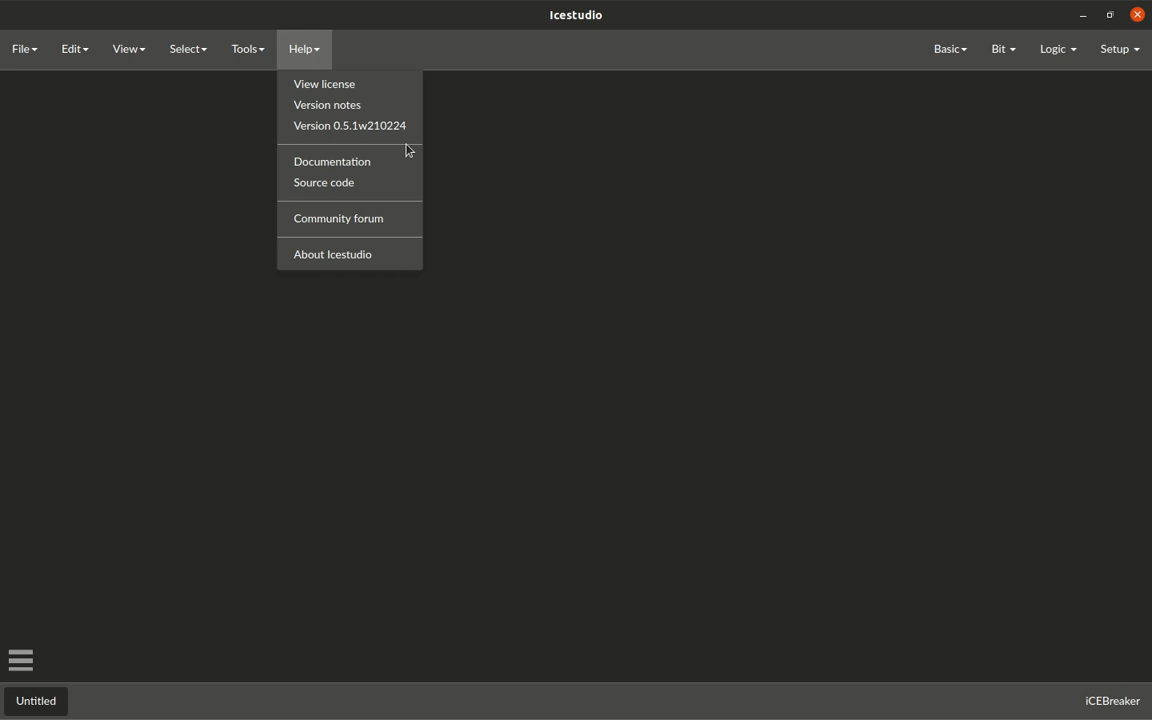 Icestudio
File Edit View Select Tools Help Basic Bit Logic Setup
View license
Version notes
Version 0.5.1w210224
Documentation
Source code
Community forum
About Icestudio
Untitled iCEBreaker